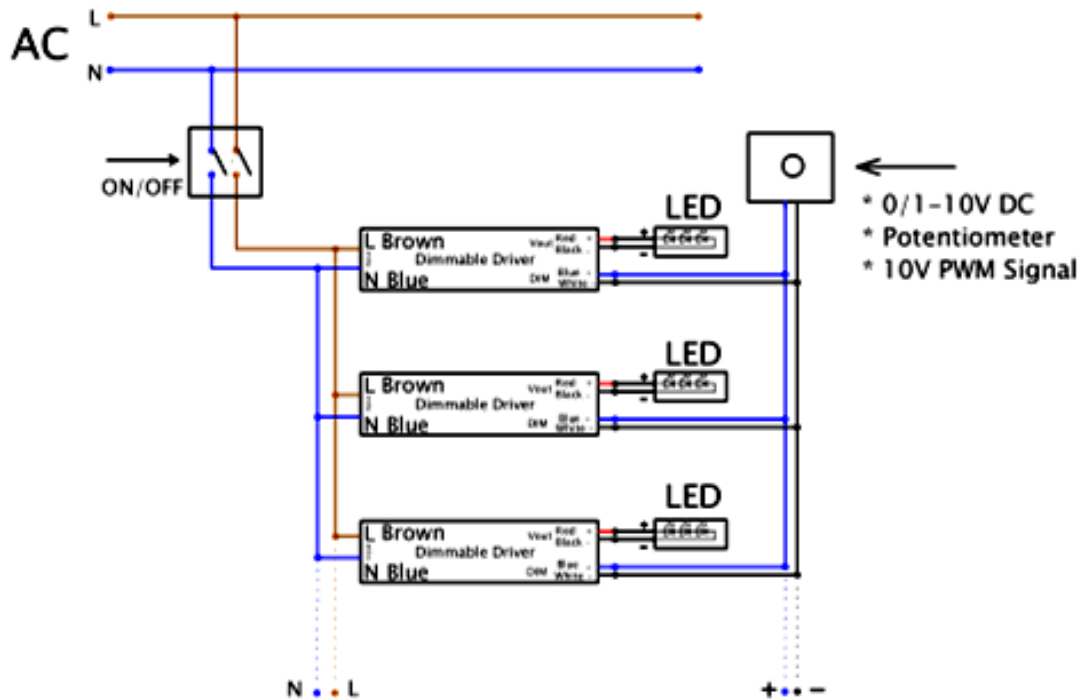 L
AC
N
ON/OFF
* 0/1-10V DC
* Potentiometer
* 10V PWM Signal
LED
L Brown
Vout Red +
Black -
Dimmable Driver
DIM Blue +
N Blue
White -
+
-
LED
L Brown
Vout Red +
Black -
Dimmable Driver
DIM Blue +
N Blue
White -
+
-
LED
L Brown
Vout Red +
Black -
Dimmable Driver
DIM Blue +
N Blue
White -
+
-
N L
+ -